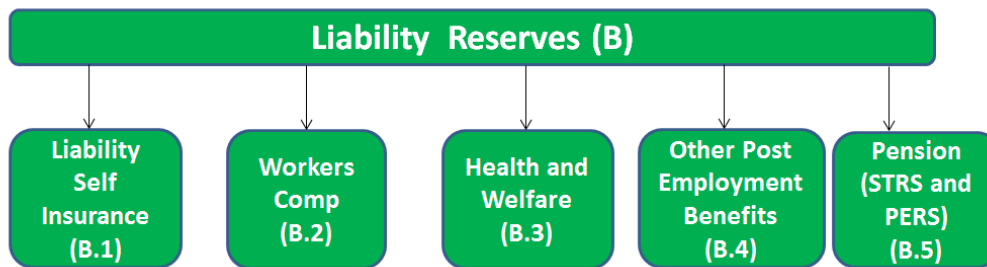 Liability Reserves (B)
Liability
Self
Insurance
(B.1)
Workers
Comp
(B.2)
Health and
Welfare
(B.3)
Other Post
Employment
Benefits
(B.4)
Pension
(STRS and
PERS)
(B.5)